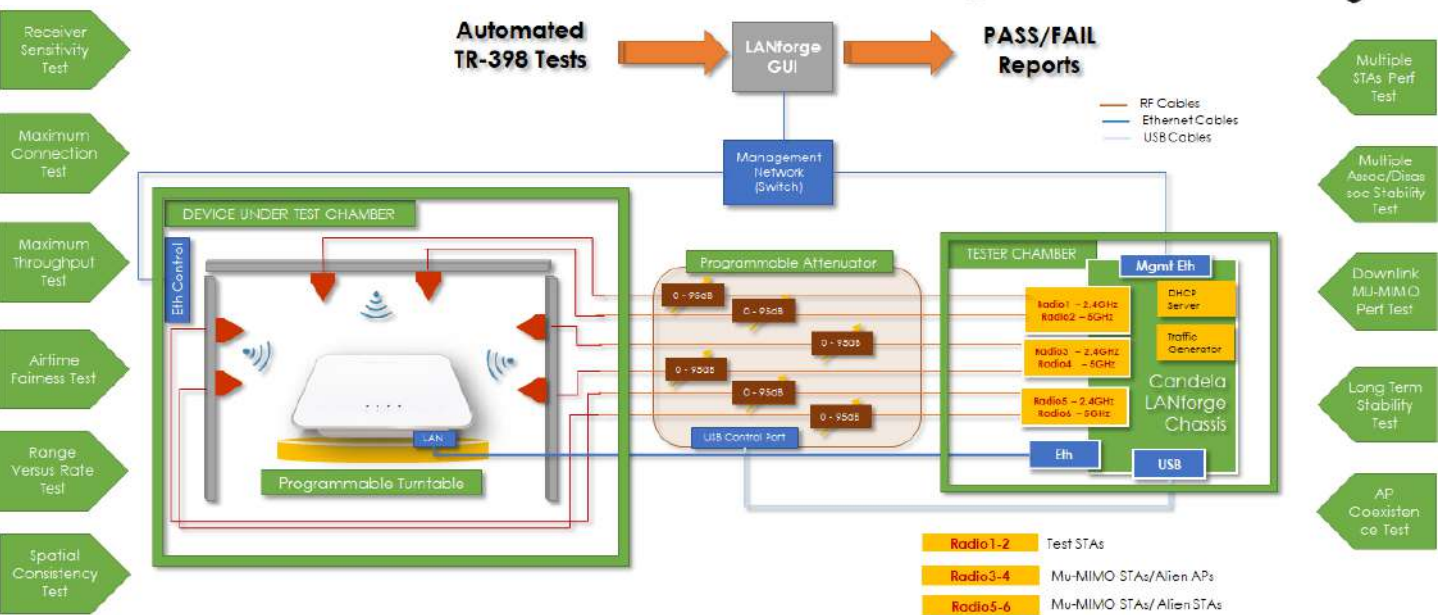 Receiver
Sensitivity
Test
Maximum
Connection
Test
Maximum
Throughput
Test
Airtime
Fairness Test
Range
Versus Rate
Test
Spatial
Consistency
Test
Automated
TR-398 Tests
LANforge
GUI
PASS/FAIL
Reports
RF Cables
Ethernet Cables
USB Cables
Management
Network
(Switch)
DEVICE UNDER TEST CHAMBER
Eth Control
LAN
Programmable Turntable
Programmable Attenuator
0 - 95dB
0 - 95dB
0 - 95dB
0 - 95dB
0 - 95dB
0 - 95dB
USB Control Port
TESTER CHAMBER
Mgmt Eth
Radio1 - 2.4GHz
Radio2 - 5GHz
Radio3 - 2.4GHz
Radio4 - 5GHz
Radio5 - 2.4GHz
Radio6 - 5GHz
DHCP
Server
Traffic
Generator
Candela
LANforge
Chassis
Eth
USB
Radio1-2 Test STAs
Radio3-4 Mu-MIMO STAs/Alien APs
Radio5-6 Mu-MIMO STAs/ Alien STAs
Multiple
STAs Perf
Test
Multiple
Assoc/Disas
soc Stability
Test
Downlink
MU-MIMO
Perf Test
Long Term
Stability
Test
AP
Coexisten
ce Test